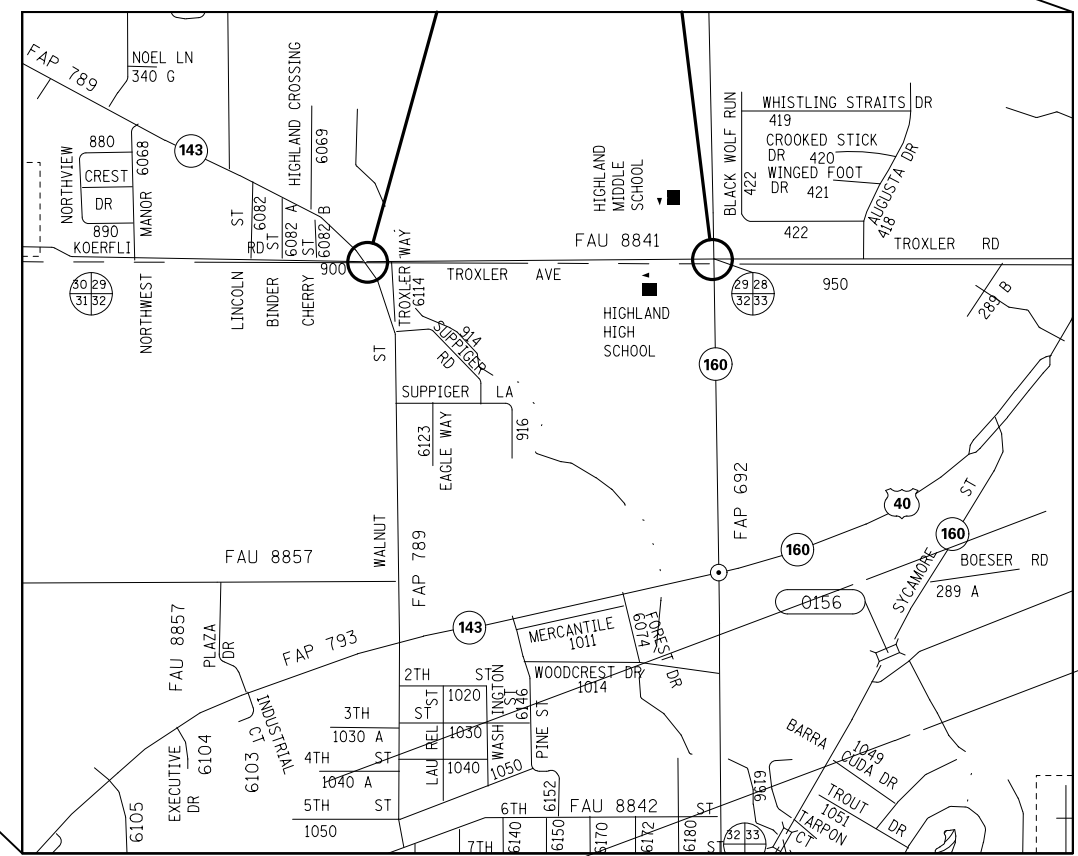 FAP 789
NOEL LN
340 G
143
880
NORTHVIEW
CREST
DR
890
KOERFLI
RD
6068
MANOR
NORTHWEST
HIGHLAND CROSSING
6069
ST
6082
ST
6082 A
ST
6082 B
LINCOLN
BINDER
CHERRY
900
30 29
31 32
TROXLER WAY
6114
TROXLER AVE
FAU 8841
HIGHLAND
MIDDLE
SCHOOL
HIGHLAND
HIGH
SCHOOL
BLACK WOLF RUN
422
WHISTLING STRAITS DR
419
CROOKED STICK
DR 420
WINGED FOOT
DR 421
AUGUSTA DR
418
422
TROXLER RD
950
29 28
32 33
289 B
160
ST
914
SUPPIGER
RD
SUPPIGER LA
916
6123
EAGLE WAY
WALNUT
FAP 789
FAP 692
40
160
160
ST
SYCAMORE
BOESER RD
289 A
0156
FAU 8857
FAU 8857
PLAZA
DR
FAP 793
143
MERCANTILE
1011
6074
FOREST DR
WOODCREST DR
1014
2TH ST
ST
1020
3TH ST
1030 A
1030
4TH ST
1040 A
1040
5TH ST
1050
1050
LAUREL
WASHINGTON
ST
6146
PINE ST
6152
INDUSTRIAL
CT
6103
6104
EXECUTIVE
DR
6105
6TH ST
FAU 8842
7TH ST
6140
6150
6170
6172
6180
6196
32 33
BARRACUDA DR
1049
TROUT DR
1051
TARPON
CT